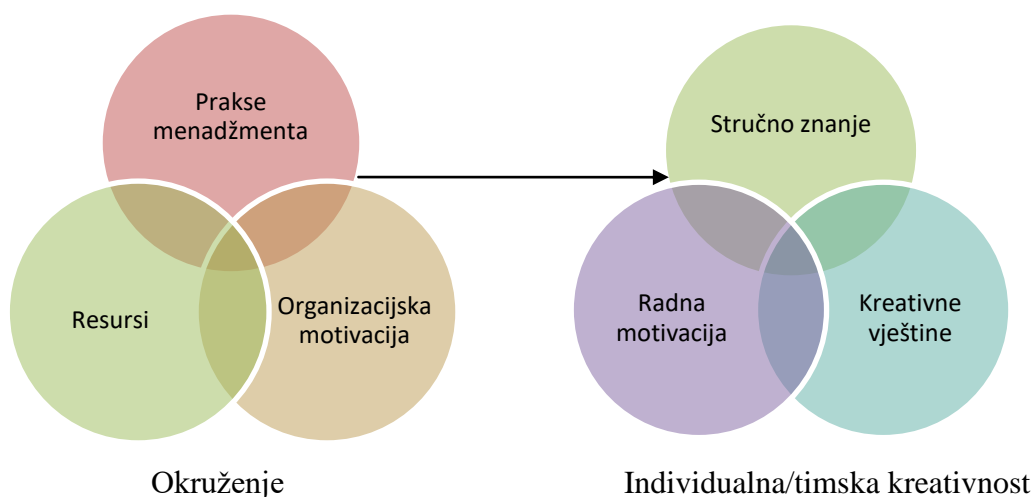 Prakse
menadžmenta
Resursi
Organizacijska
motivacija
Okruženje
Stručno znanje
Radna
motivacija
Kreativne
vještine
Individualna/timska kreativnost